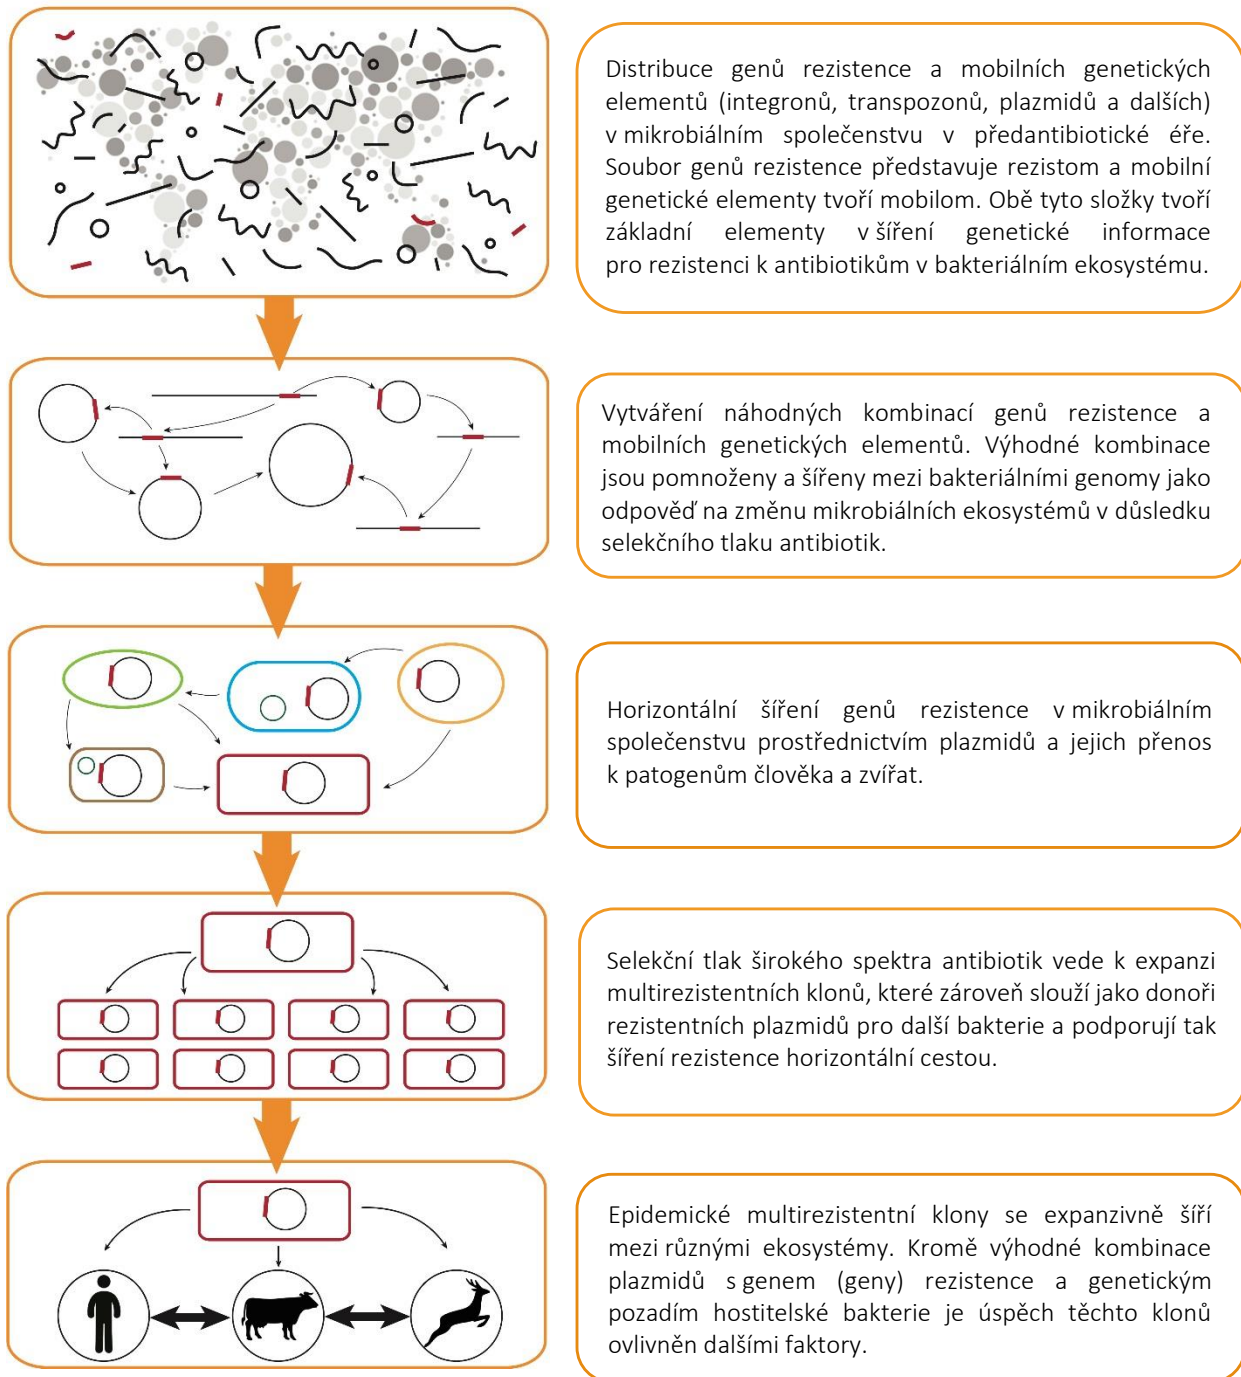 Distribuce genů rezistence a mobilních genetických
elementů (integronů, transpozonů, plazmidů a dalších)
v mikrobiálním společenstvu v předantibiotické éře.
Soubor genů rezistence představuje rezistom a mobilní
genetické elementy tvoří mobilom. Obě tyto složky tvoří
základní elementy v šíření genetické informace
pro rezistenci k antibiotikům v bakteriálním ekosystému.
Vytváření náhodných kombinací genů rezistence a
mobilních genetických elementů. Výhodné kombinace
jsou pomnoženy a šířeny mezi bakteriálními genomy jako
odpověď na změnu mikrobiálních ekosystémů v důsledku
selekčního tlaku antibiotik.
Horizontální šíření genů rezistence v mikrobiálním
společenstvu prostřednictvím plazmidů a jejich přenos
k patogenům člověka a zvířat.
Selekční tlak širokého spektra antibiotik vede k expanzi
multirezistentních klonů, které zároveň slouží jako donoři
rezistentních plazmidů pro další bakterie a podporují tak
šíření rezistence horizontální cestou.
Epidemické multirezistentní klony se expanzivně šíří
mezi různými ekosystémy. Kromě výhodné kombinace
plazmidů s genem (geny) rezistence a genetickým
pozadím hostitelské bakterie je úspěch těchto klonů
ovlivněn dalšími faktory.